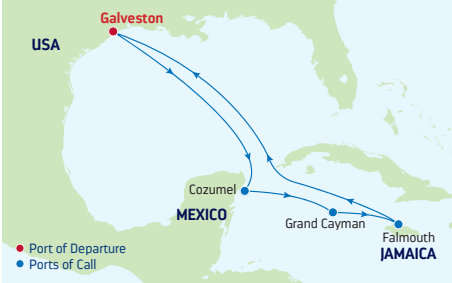 Galveston
USA
Cozumel
MEXICO
Grand Cayman
Falmouth
JAMAICA
Port of Departure
Ports of Call